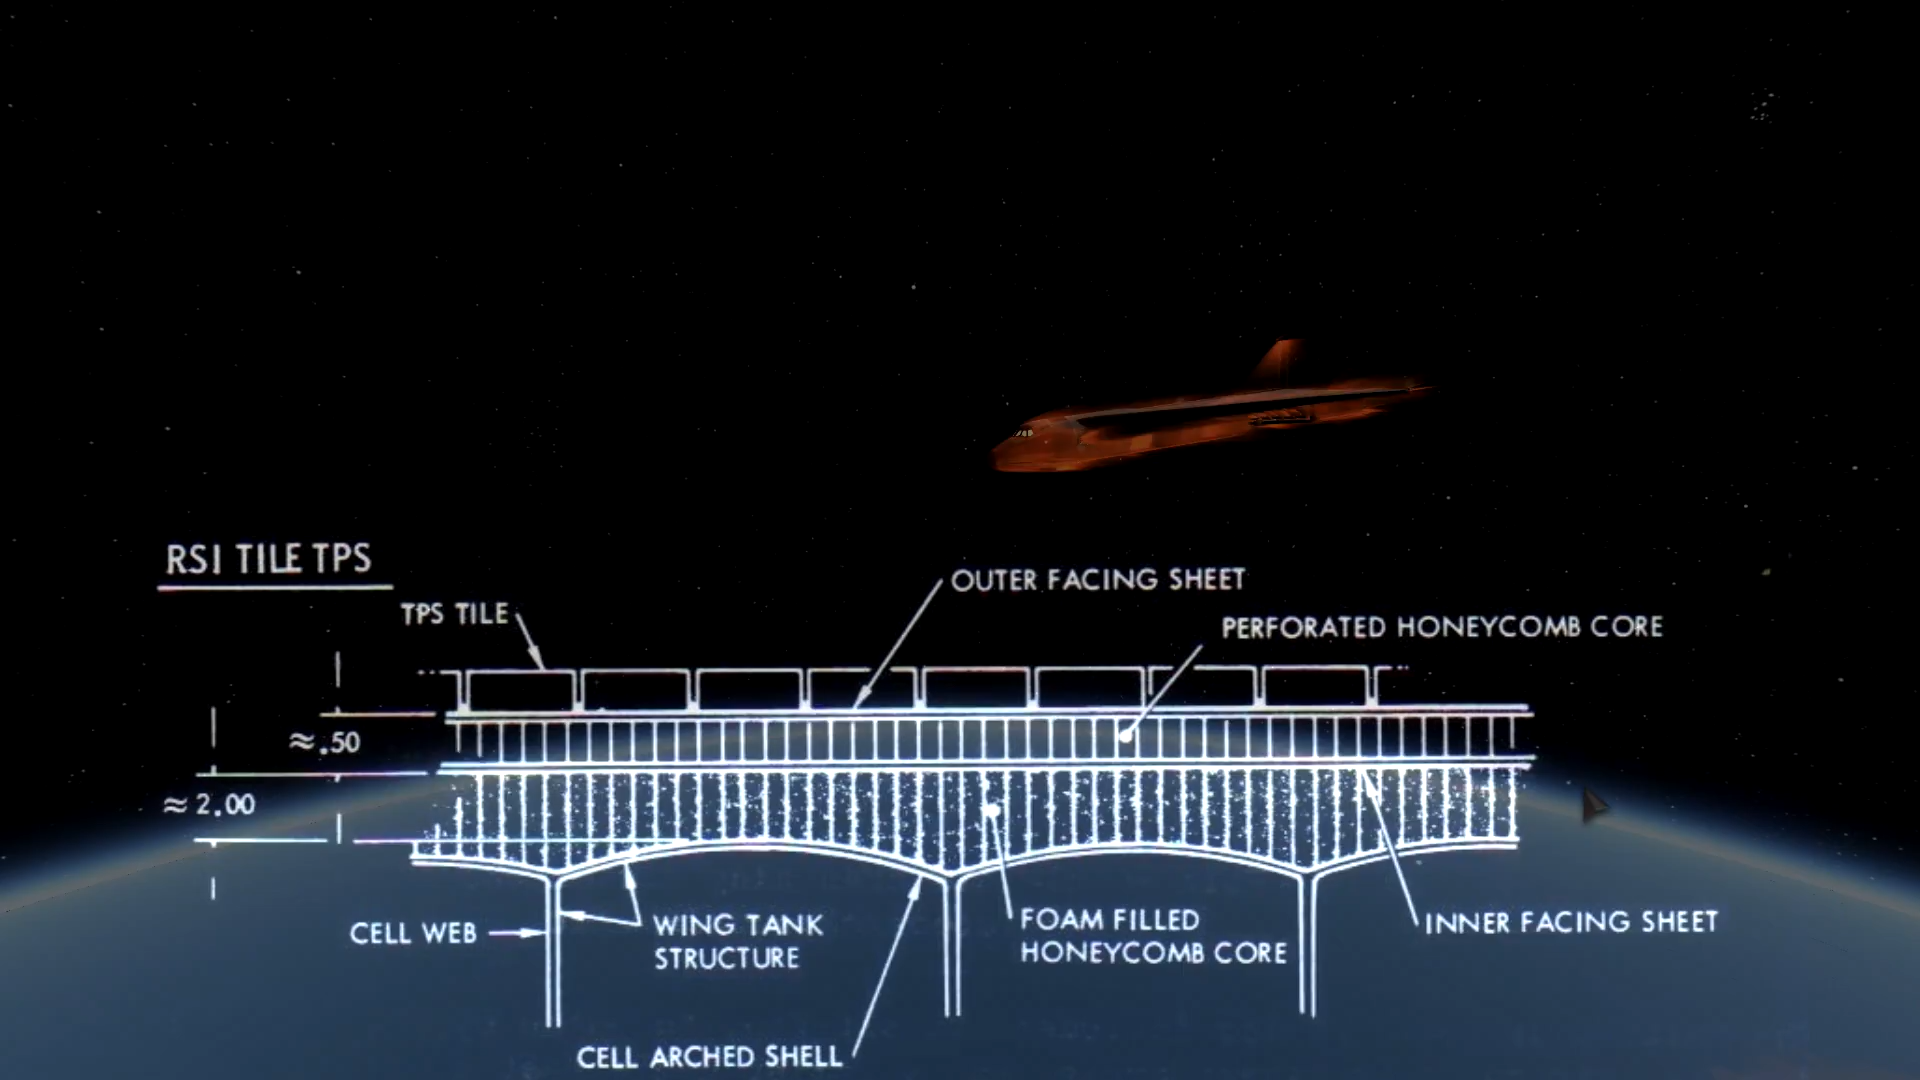 RSI TILE TPS
OUTER FACING SHEET
TPS TILE
PERFORATED HONEYCOMB CORE
≈.50
≈2.00
CELL WEB
WING TANK
STRUCTURE
FOAM FILLED
HONEYCOMB CORE
INNER FACING SHEET
CELL ARCHED SHELL